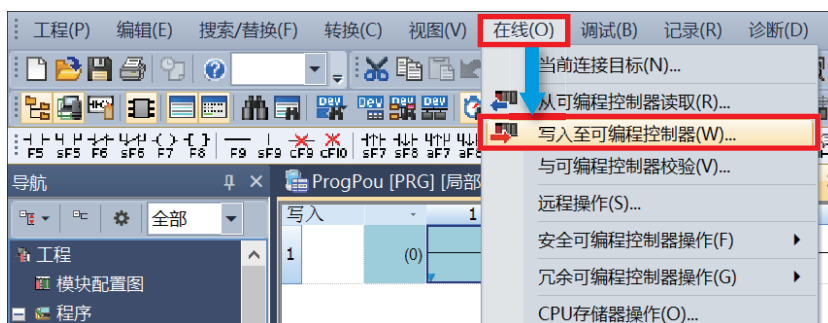 工程(P) 编辑(E) 搜索/替换(F) 转换(C) 视图(V) 在线(O) 调试(B) 记录(R) 诊断(D)
当前连接目标(N)...
从可编程控制器读取(R)...
写入至可编程控制器(W)...
F5 sF5 F6 sF6 F7 F8 F9 sF9 cF9 cF10 sF7 sF8 aF7 aF8
与可编程控制器校验(V)...
导航 ProgPou [PRG] [局部
远程操作(S)...
全部 写入 1
安全可编程控制器操作(F)
工程 1 (0)
冗余可编程控制器操作(G)
模块配置图
程序
CPU存储器操作(O)...